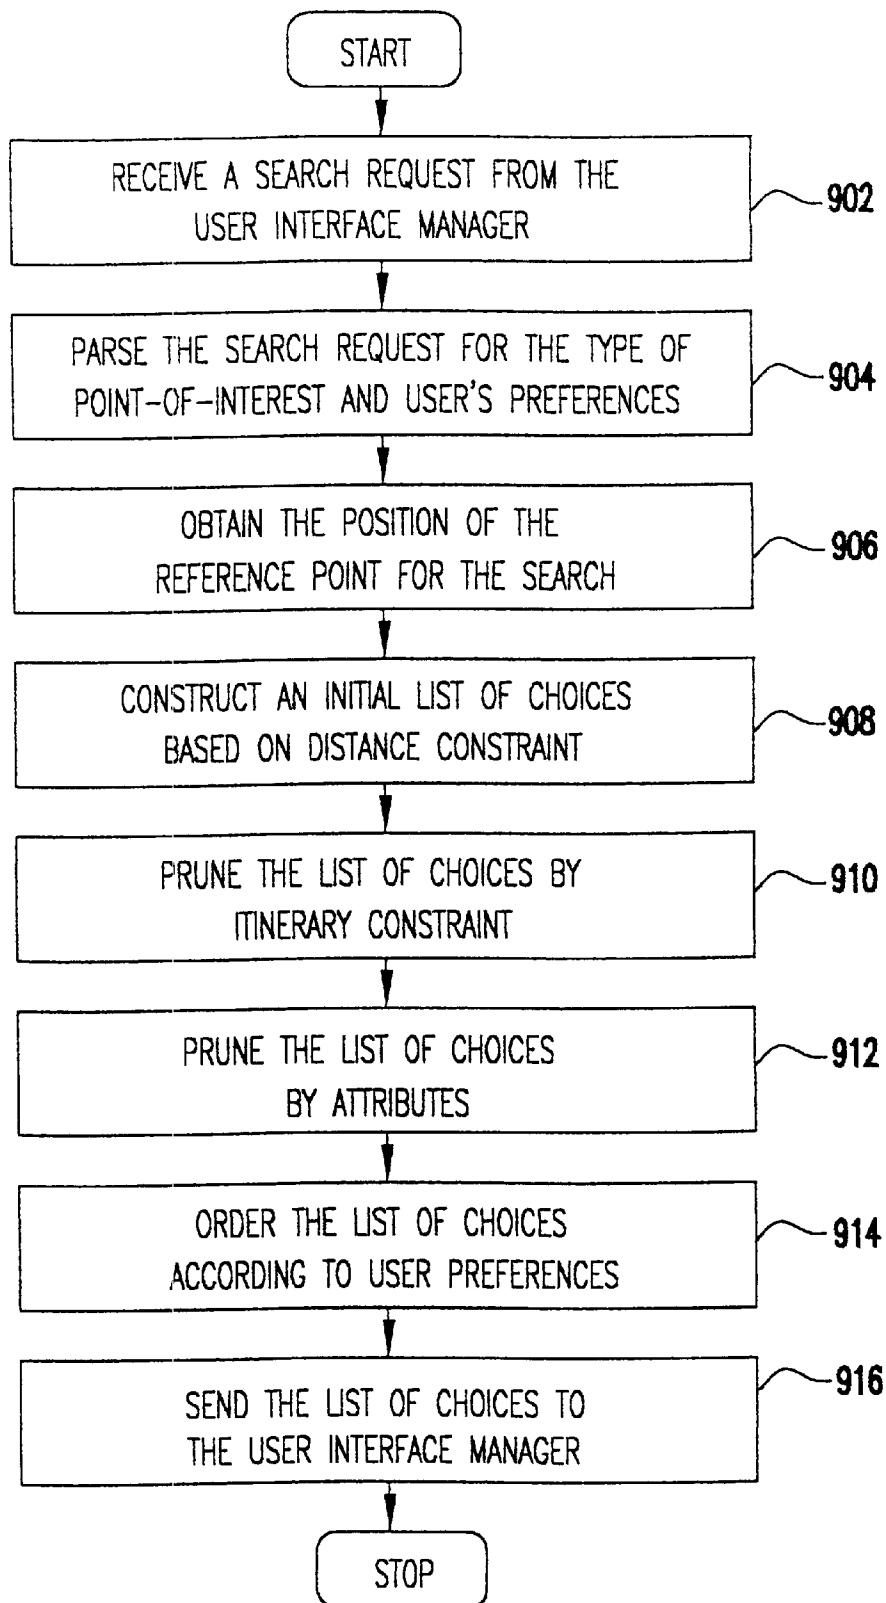 START
RECEIVE A SEARCH REQUEST FROM THE
USER INTERFACE MANAGER
902
PARSE THE SEARCH REQUEST FOR THE TYPE OF
POINT-OF-INTEREST AND USER'S PREFERENCES
904
OBTAIN THE POSITION OF THE
REFERENCE POINT FOR THE SEARCH
906
CONSTRUCT AN INITIAL LIST OF CHOICES
BASED ON DISTANCE CONSTRAINT
908
PRUNE THE LIST OF CHOICES BY
ITINERARY CONSTRAINT
910
PRUNE THE LIST OF CHOICES
BY ATTRIBUTES
912
ORDER THE LIST OF CHOICES
ACCORDING TO USER PREFERENCES
914
SEND THE LIST OF CHOICES TO
THE USER INTERFACE MANAGER
916
STOP